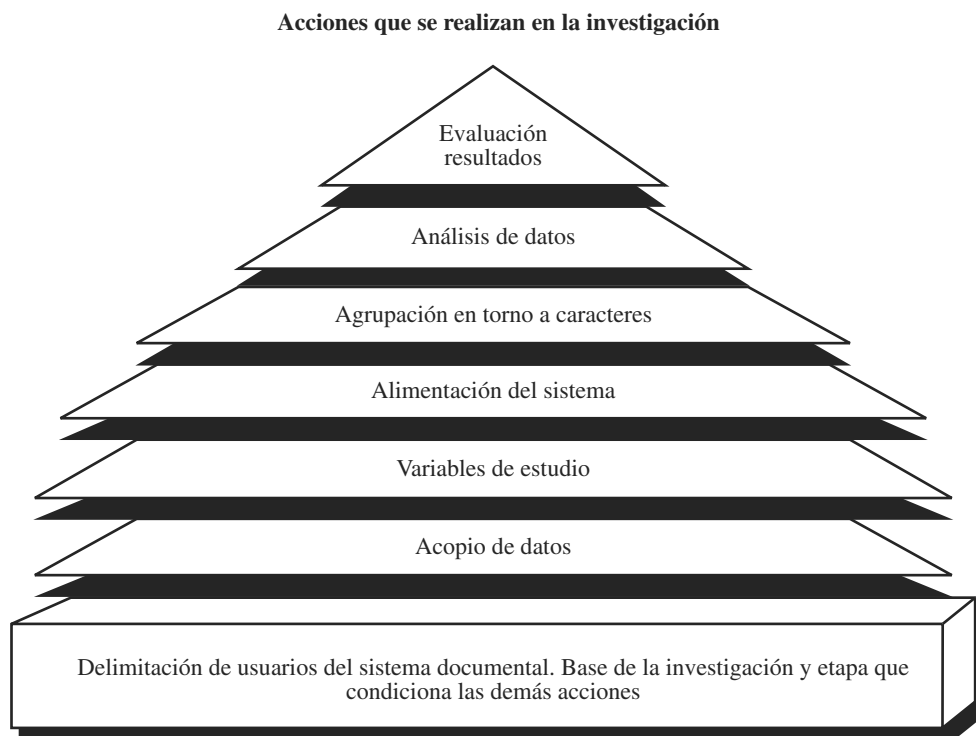 Acciones que se realizan en la investigación
Evaluación
resultados
Análisis de datos
Agrupación en torno a caracteres
Alimentación del sistema
Variables de estudio
Acopio de datos
Delimitación de usuarios del sistema documental. Base de la investigación y etapa que
condiciona las demás acciones